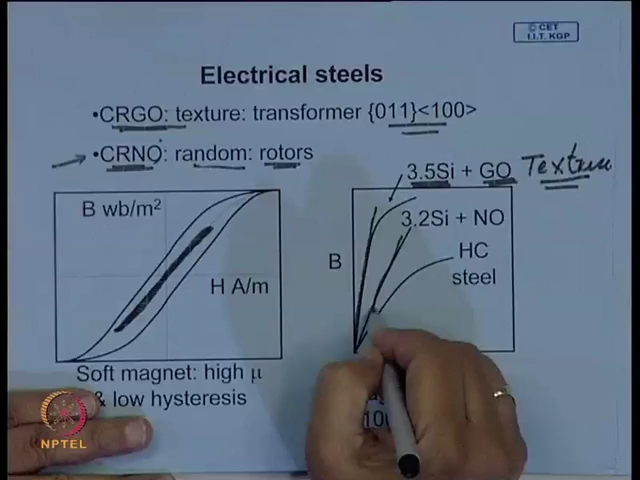 © CET
I.I.T. KGP
Electrical steels
•CRGO: texture: transformer {011}<100>
•CRNO: random: rotors
3.5Si + GO Texture
B wb/m²
3.2Si + NO
B
HC
steel
H A/m
Soft magnet: high μ
& low hysteresis
NPTEL